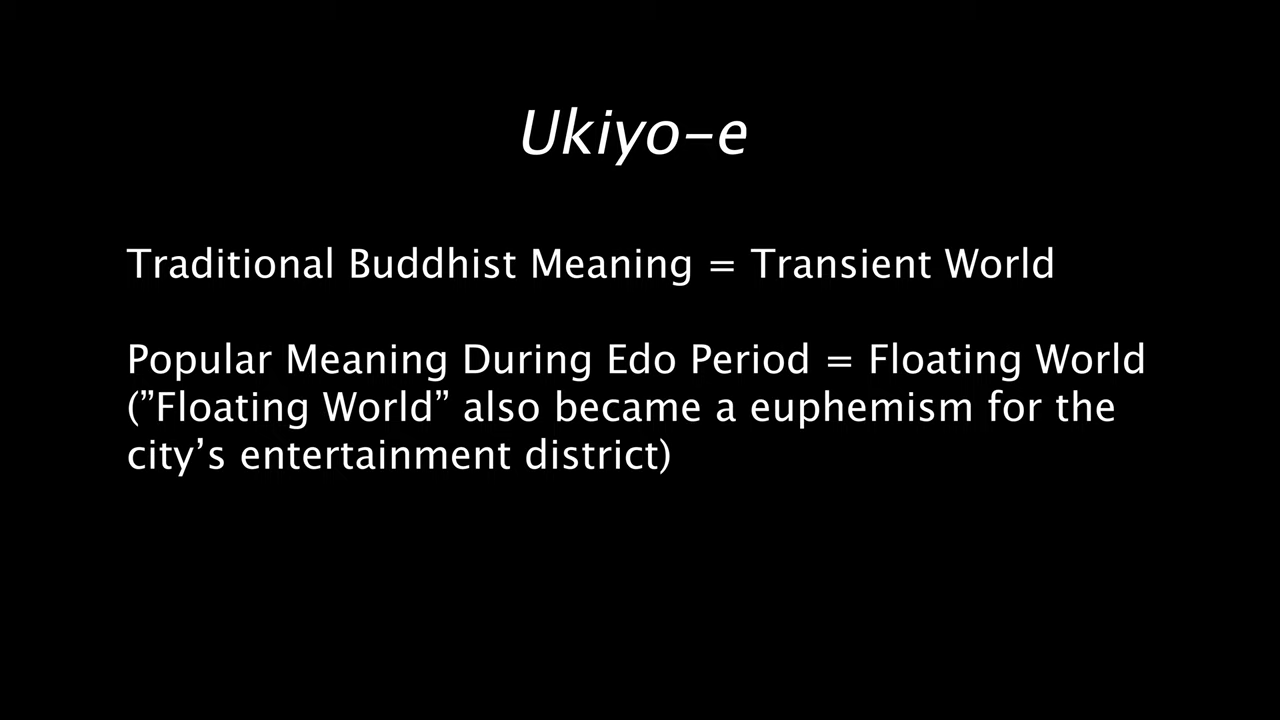 Ukiyo-e
Traditional Buddhist Meaning = Transient World
Popular Meaning During Edo Period = Floating World
(”Floating World” also became a euphemism for the
city’s entertainment district)